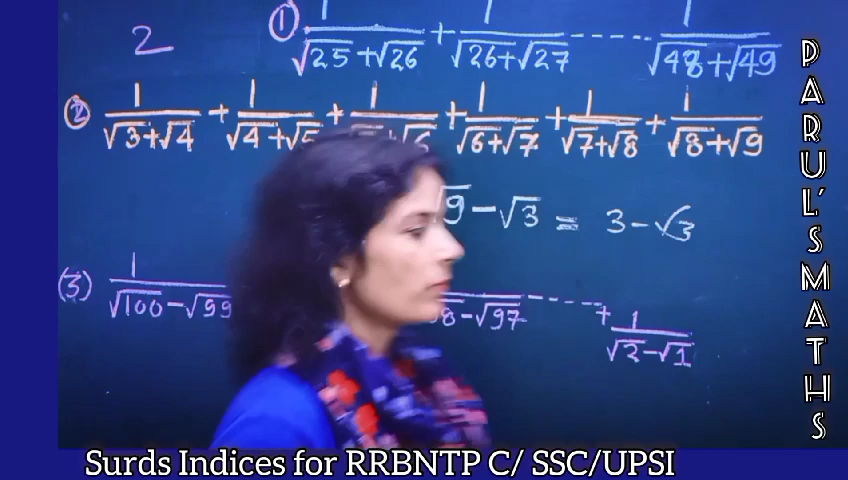 2
① 1/(√25+√26) + 1/(√26+√27) ----- 1/(√48+√49)
② 1/(√3+√4) + 1/(√4+√5) + 1/ +√6 + 1/(√6+√7) + 1/(√7+√8) + 1/(√8+√9)
√9-√3 = 3-√3
(3) 1/(√100-√99 8-√97 -----+ 1/(√2-√1)
PARUL'S MATHS
Surds Indices for RRBNTP C/ SSC/UPSI